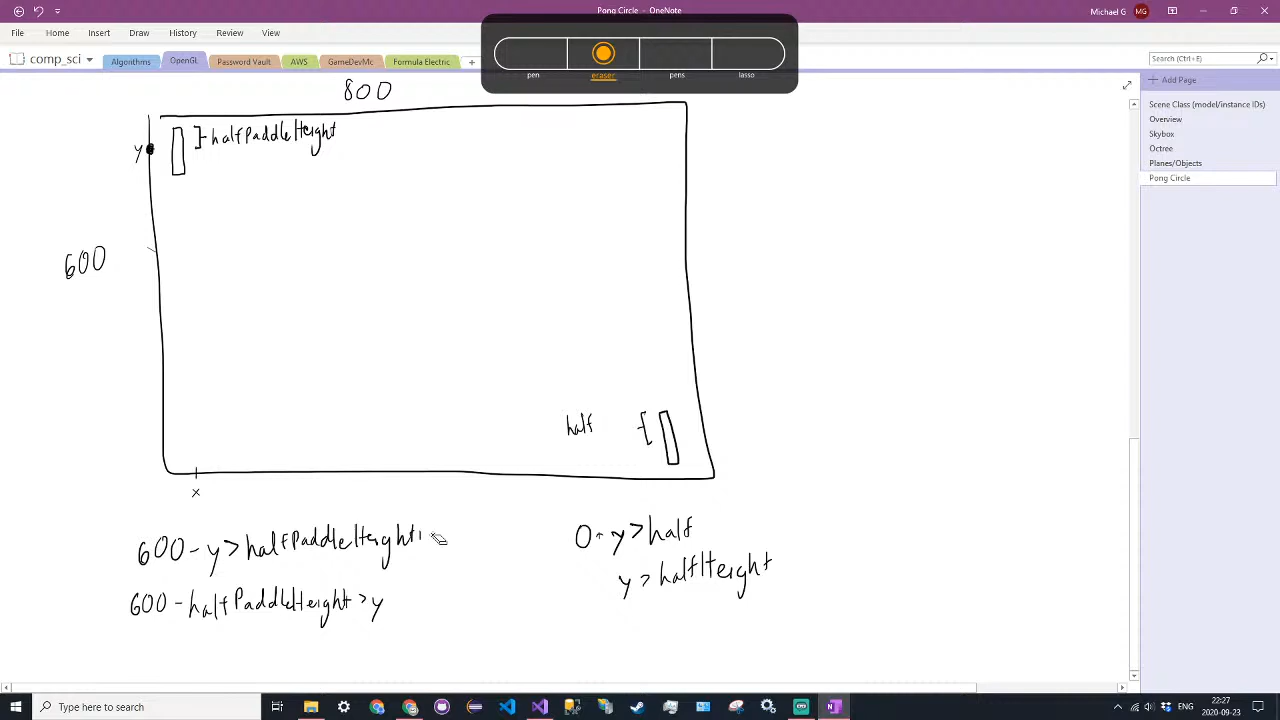 Pong Circle - OneNote
Michael G
MG
File Home Insert Draw History Review View
pen eraser pens lasso
comp_sci Algorithms OpenGL Password Vault AWS GameDevMc Formula Electric +
Search (Ctrl+E)
Add Page
Scene Class (model/instance IDs)
Overview
Skybox
Octree
Planes/Objects
Pong Circle
800
halfPaddleHeight
y
600
half
x
600 - y > halfPaddleHeight
600 - halfPaddleHeight > y
0 + y > half
y > halfHeight
Type here to search
22:27
2020-09-23